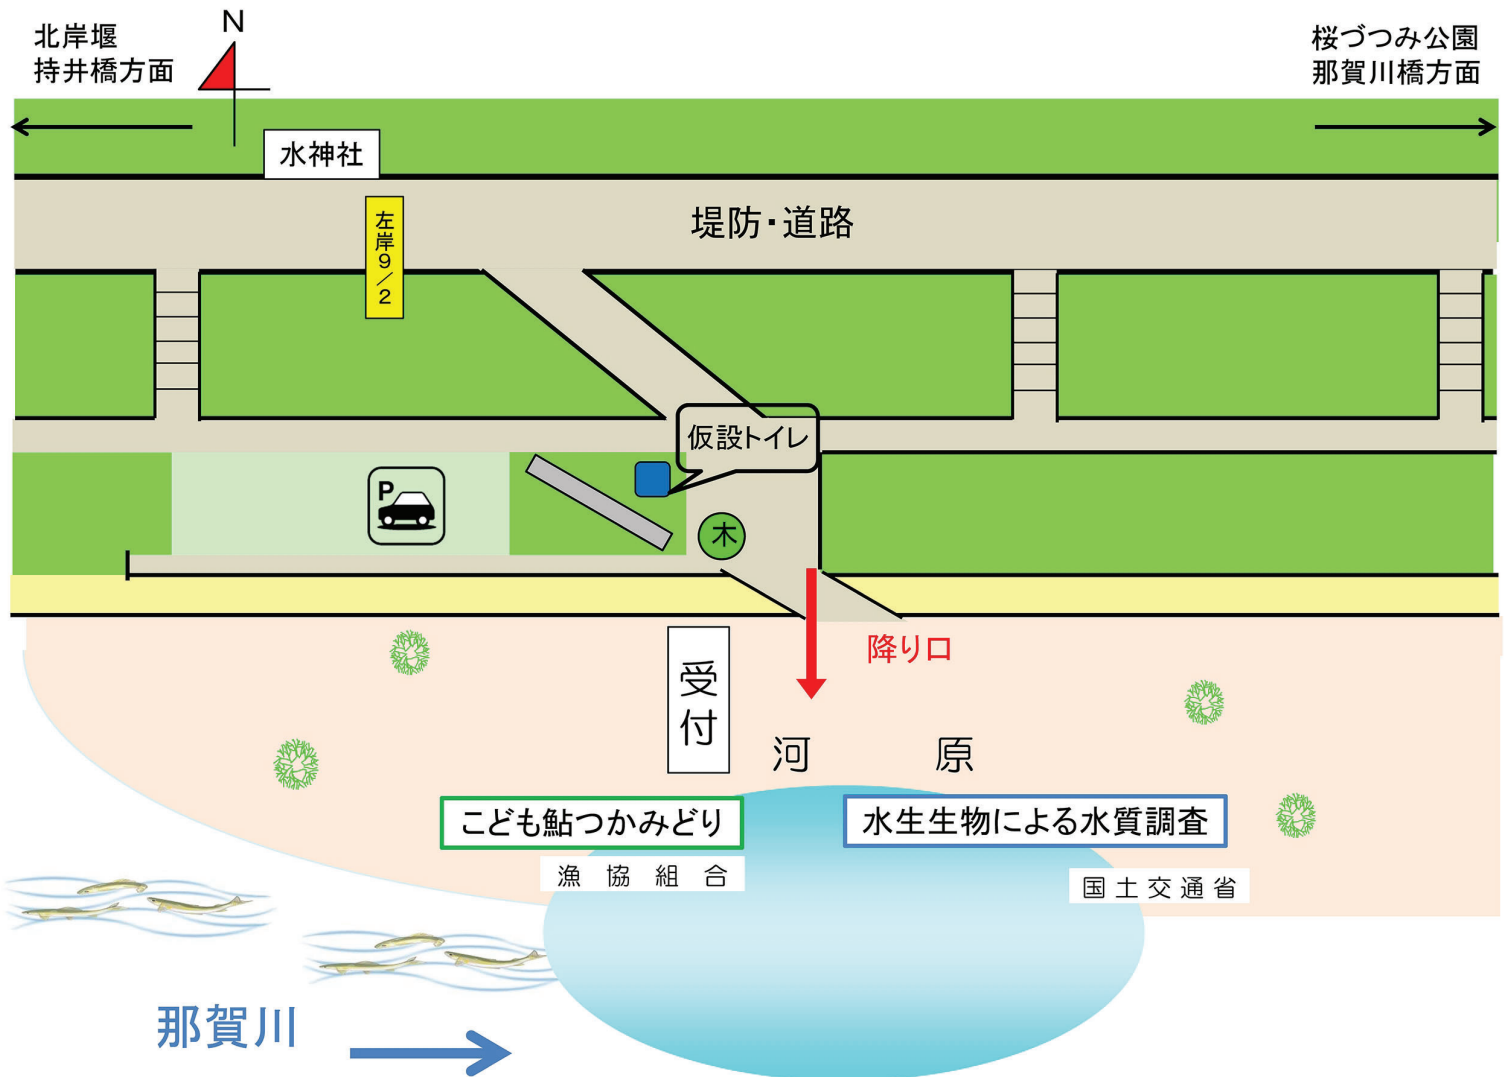 北岸堰
持井橋方面
N
桜づつみ公園
那賀川橋方面
水神社
左岸9/2
堤防・道路
仮設トイレ
P
木
降り口
受付
河原
こども鮎つかみどり
水生生物による水質調査
漁協組合
国土交通省
那賀川